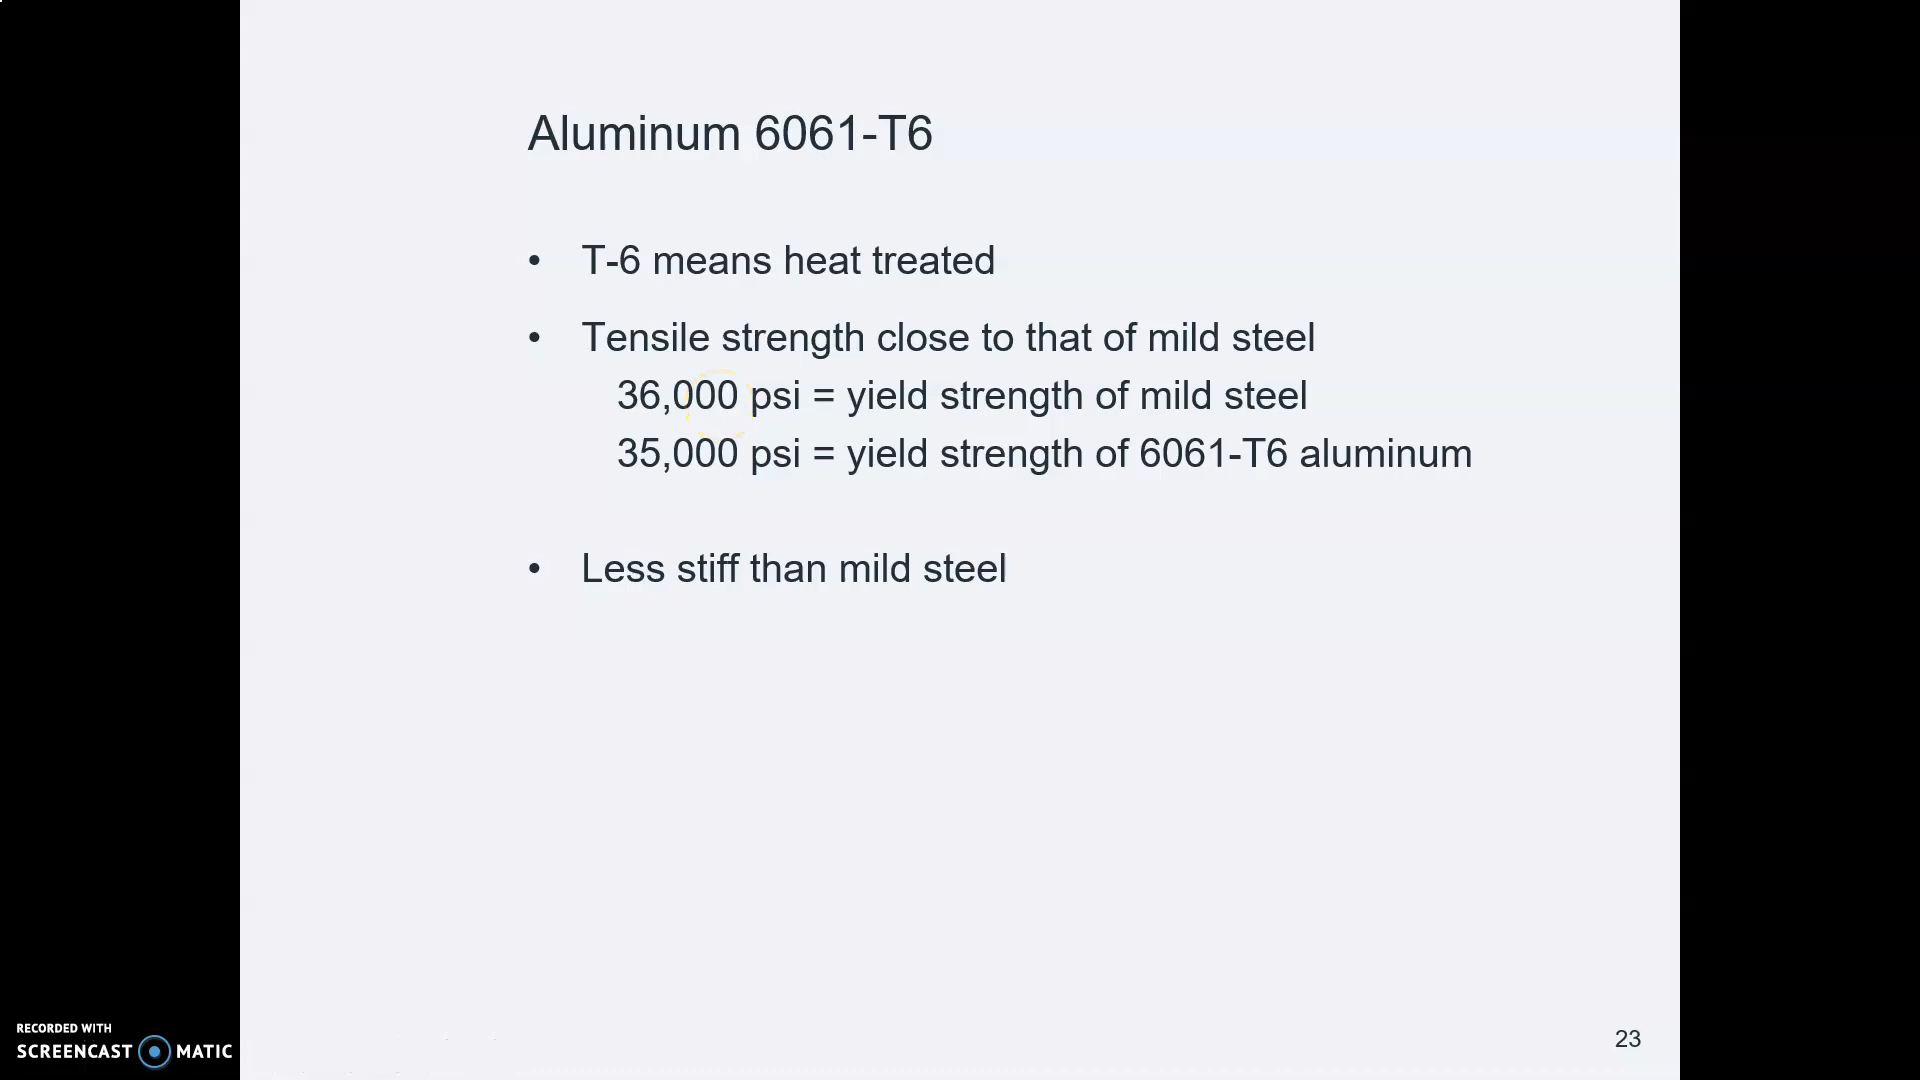 Aluminum 6061-T6
• T-6 means heat treated
• Tensile strength close to that of mild steel
36,000 psi = yield strength of mild steel
35,000 psi = yield strength of 6061-T6 aluminum
• Less stiff than mild steel
RECORDED WITH
SCREENCAST MATIC
23